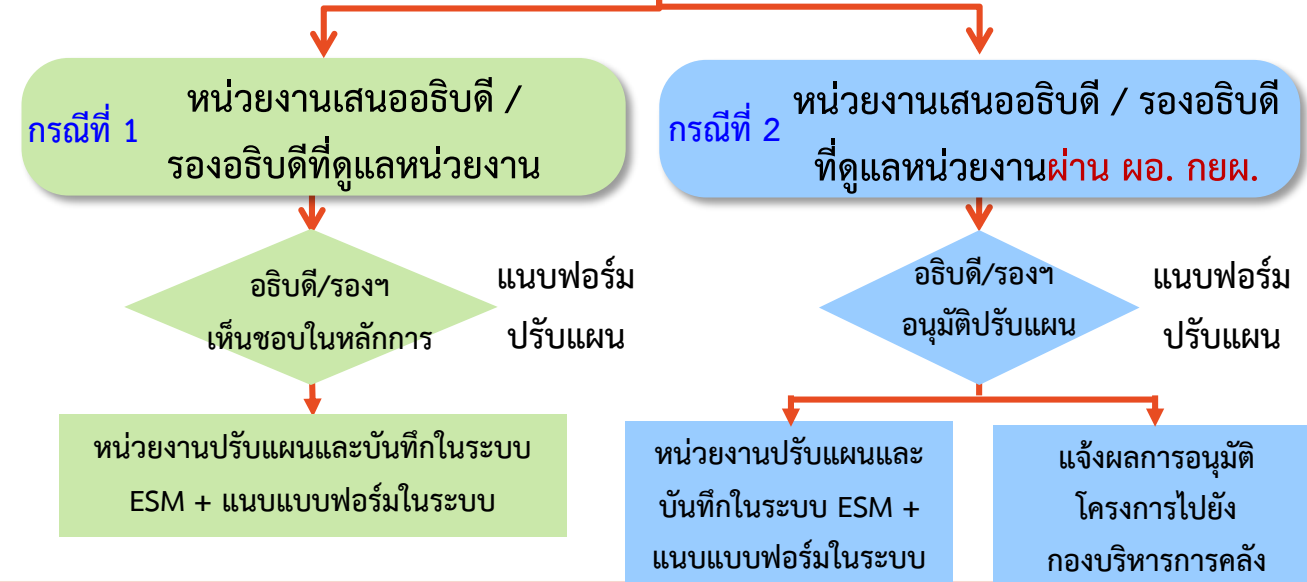 กรณีที่ 1
หน่วยงานเสนออธิบดี /
รองอธิบดีที่ดูแลหน่วยงาน
อธิบดี/รองฯ
เห็นชอบในหลักการ
แนบฟอร์ม
ปรับแผน
หน่วยงานปรับแผนและบันทึกในระบบ
ESM + แนบแบบฟอร์มในระบบ
กรณีที่ 2
หน่วยงานเสนออธิบดี / รองอธิบดี
ที่ดูแลหน่วยงานผ่าน ผอ. กยผ.
อธิบดี/รองฯ
อนุมัติปรับแผน
แนบฟอร์ม
ปรับแผน
หน่วยงานปรับแผนและ
บันทึกในระบบ ESM +
แนบแบบฟอร์มในระบบ
แจ้งผลการอนุมัติ
โครงการไปยัง
กองบริหารการคลัง